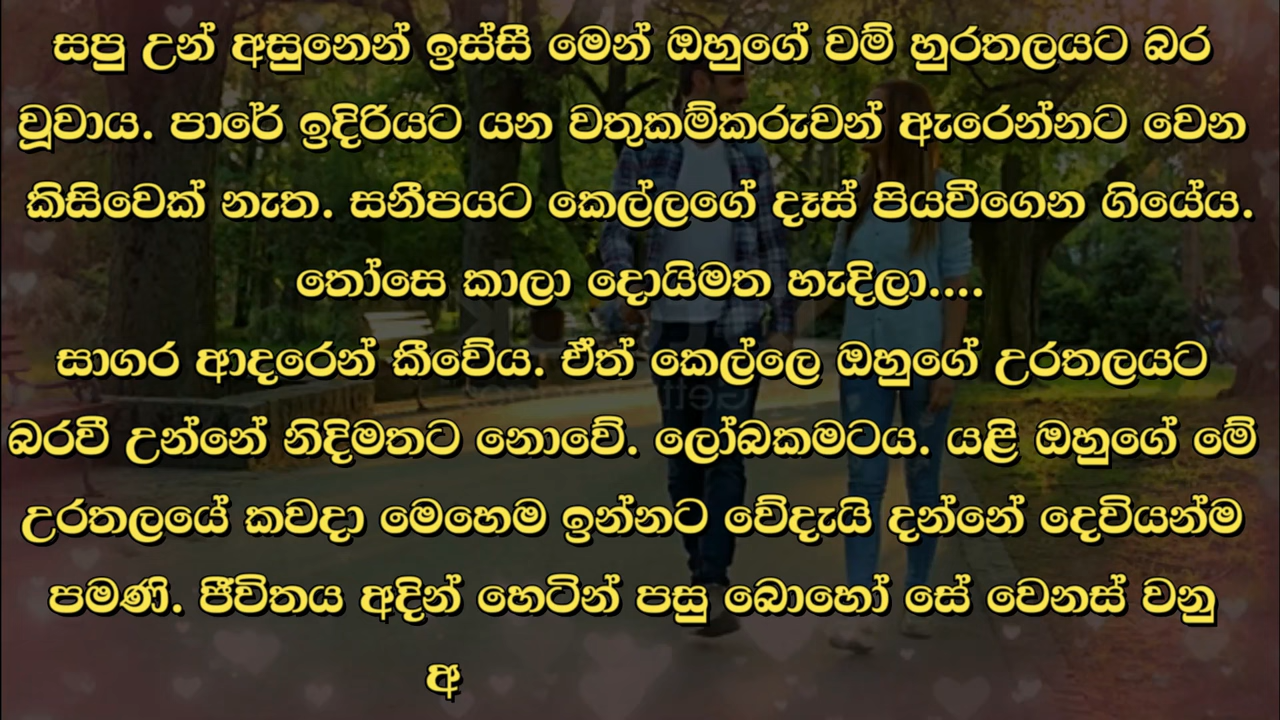 සපු උන් අසුනෙන් ඉස්සී මෙන් ඔහුගේ වම් හුරතලයට බර
වූවාය. පාරේ ඉදිරියට යන වතුකම්කරුවන් ඇරෙන්නට වෙන
කිසිවෙක් නැත. සනීපයට කෙල්ලගේ දෑස් පියවීගෙන ගියේය.
තෝසෙ කාලා දොයිමත හැදිලා....
සාගර ආදරෙන් කීවේය. ඒත් කෙල්ලෙ ඔහුගේ උරතලයට
බරවී උන්නේ නිදිමතට නොවේ. ලෝබකමටය. යළි ඔහුගේ මේ
උරතලයේ කවදා මෙහෙම ඉන්නට වේදැයි දන්නේ දෙවියන්ම
පමණි. ජීවිතය අදින් හෙටින් පසු බොහෝ සේ වෙනස් වනු
අ